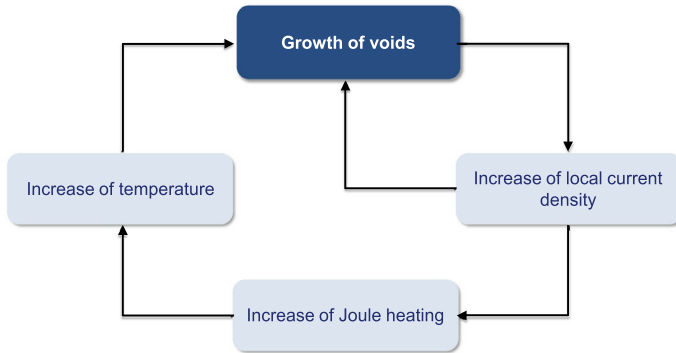 Growth of voids
Increase of temperature
Increase of local current
density
Increase of Joule heating